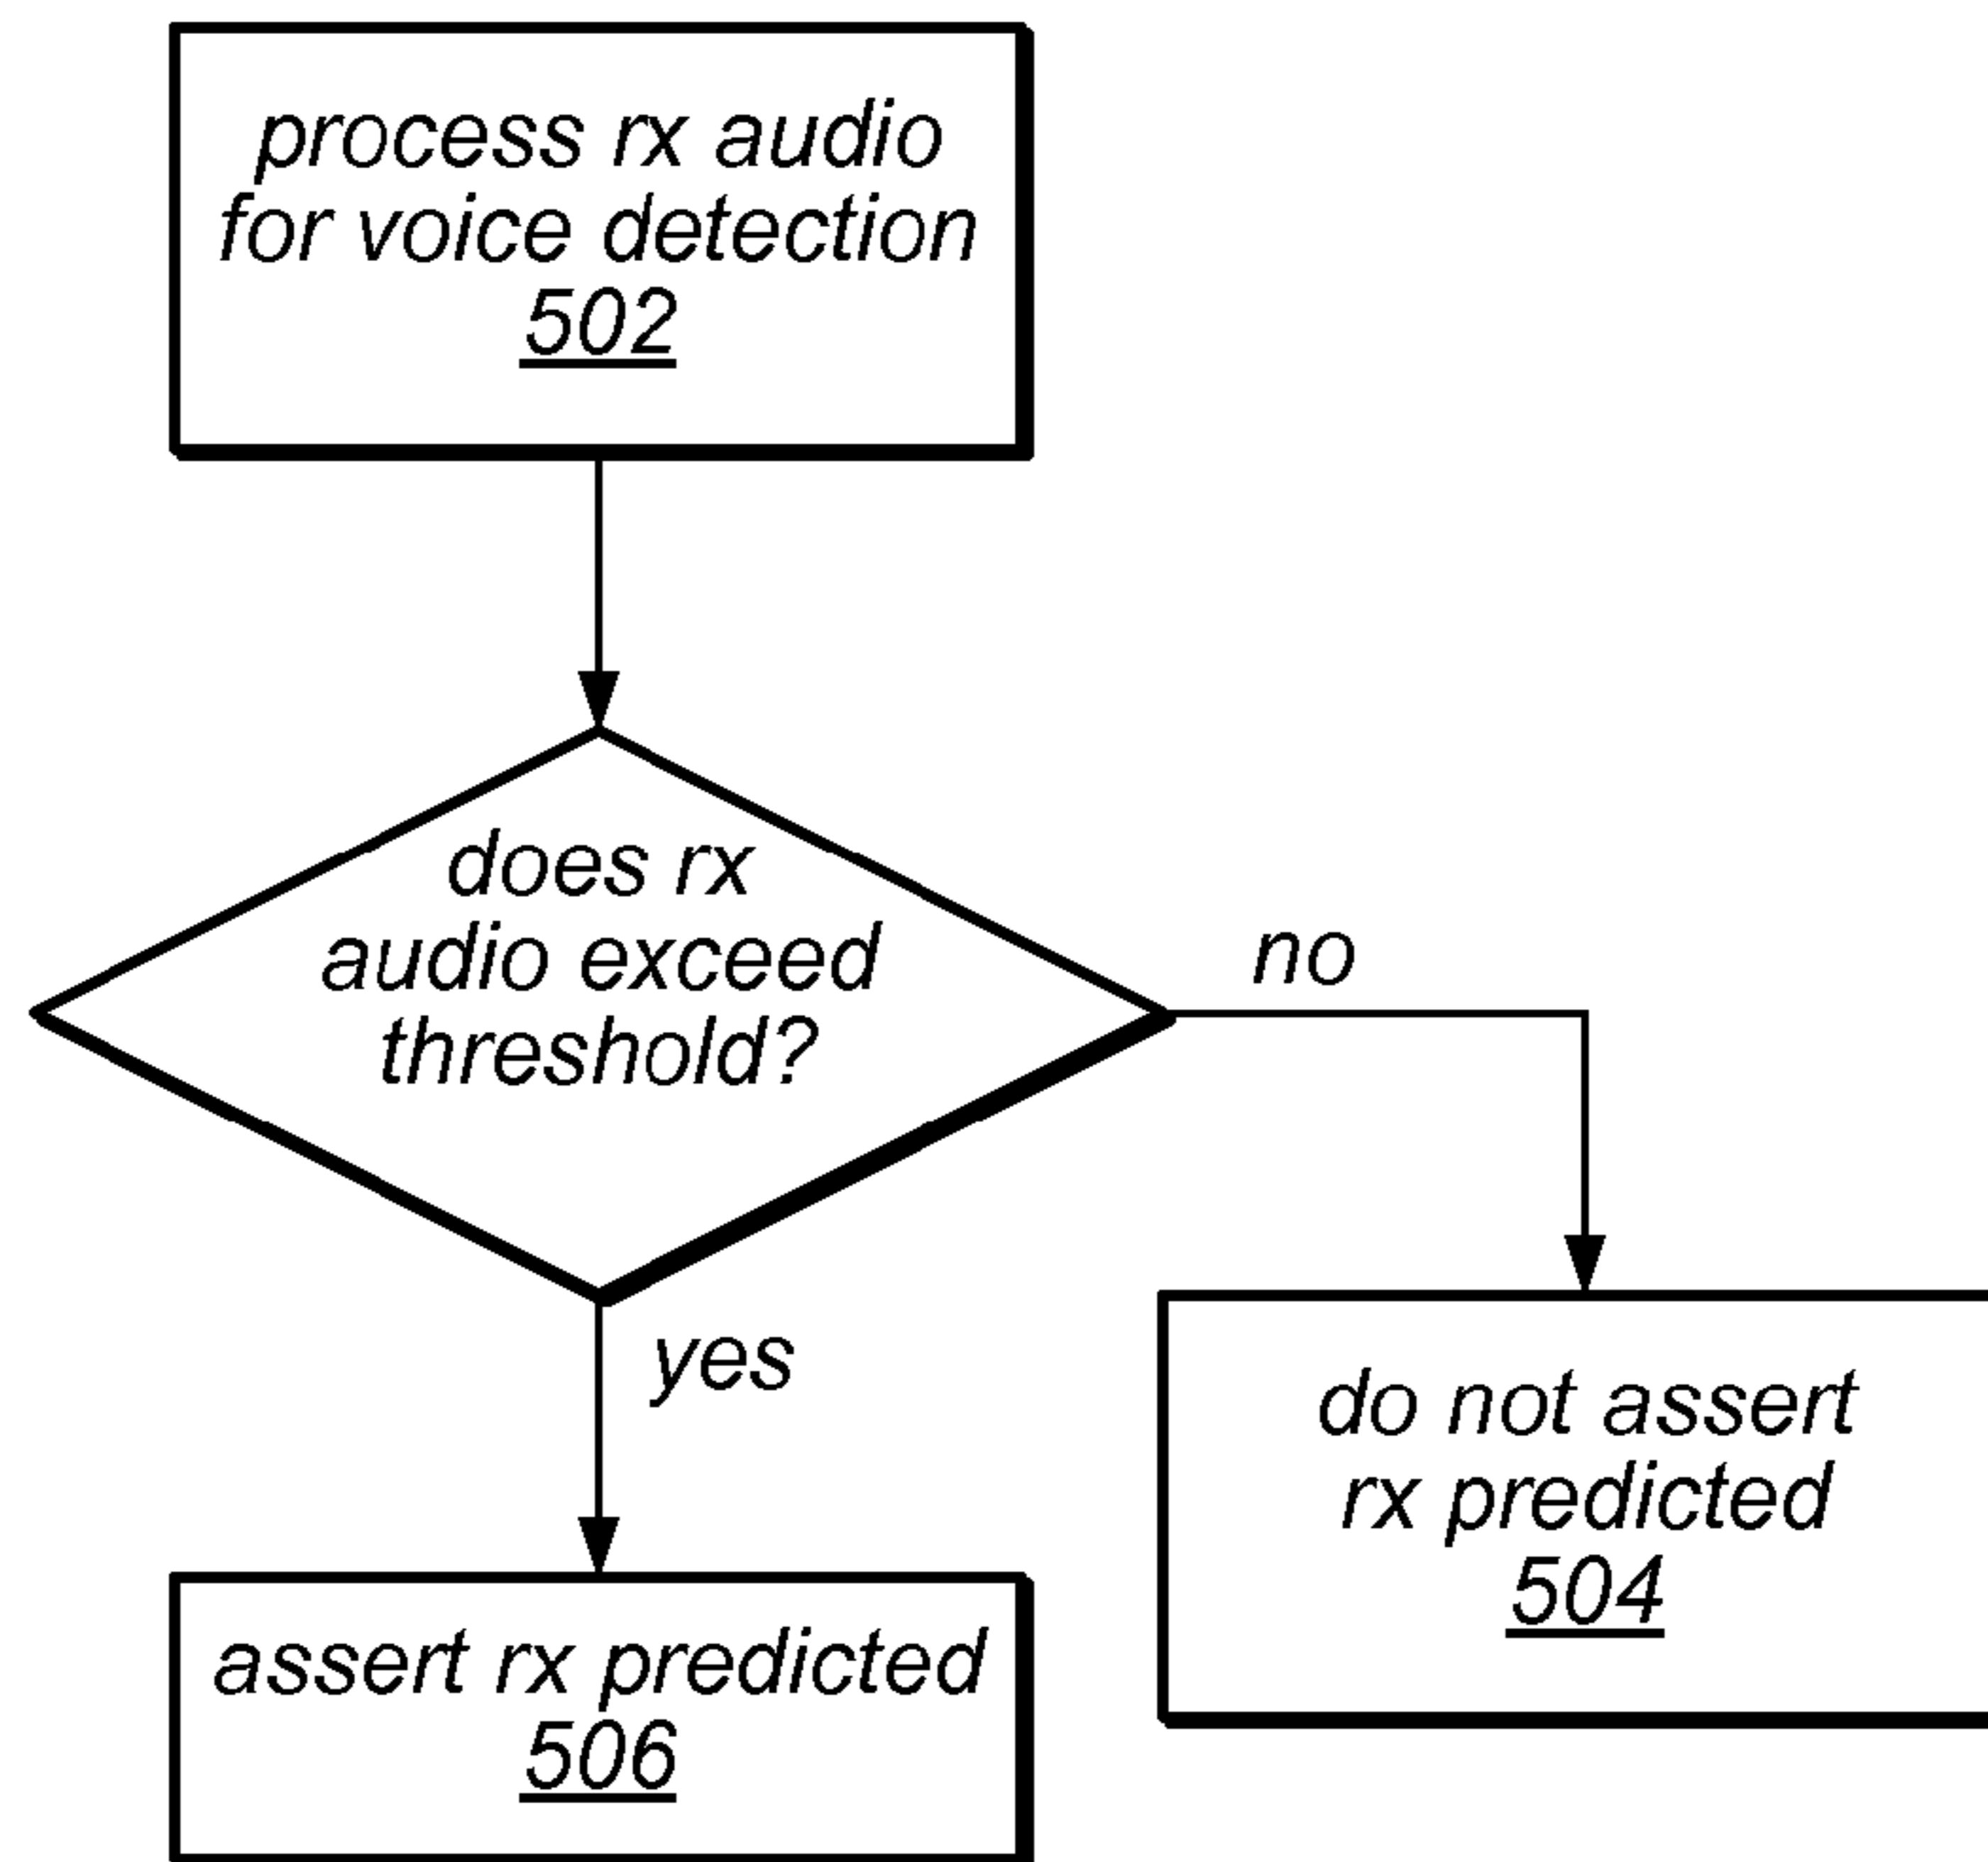 process rx audio
for voice detection
502
does rx
audio exceed
threshold?
no
yes
do not assert
rx predicted
504
assert rx predicted
506